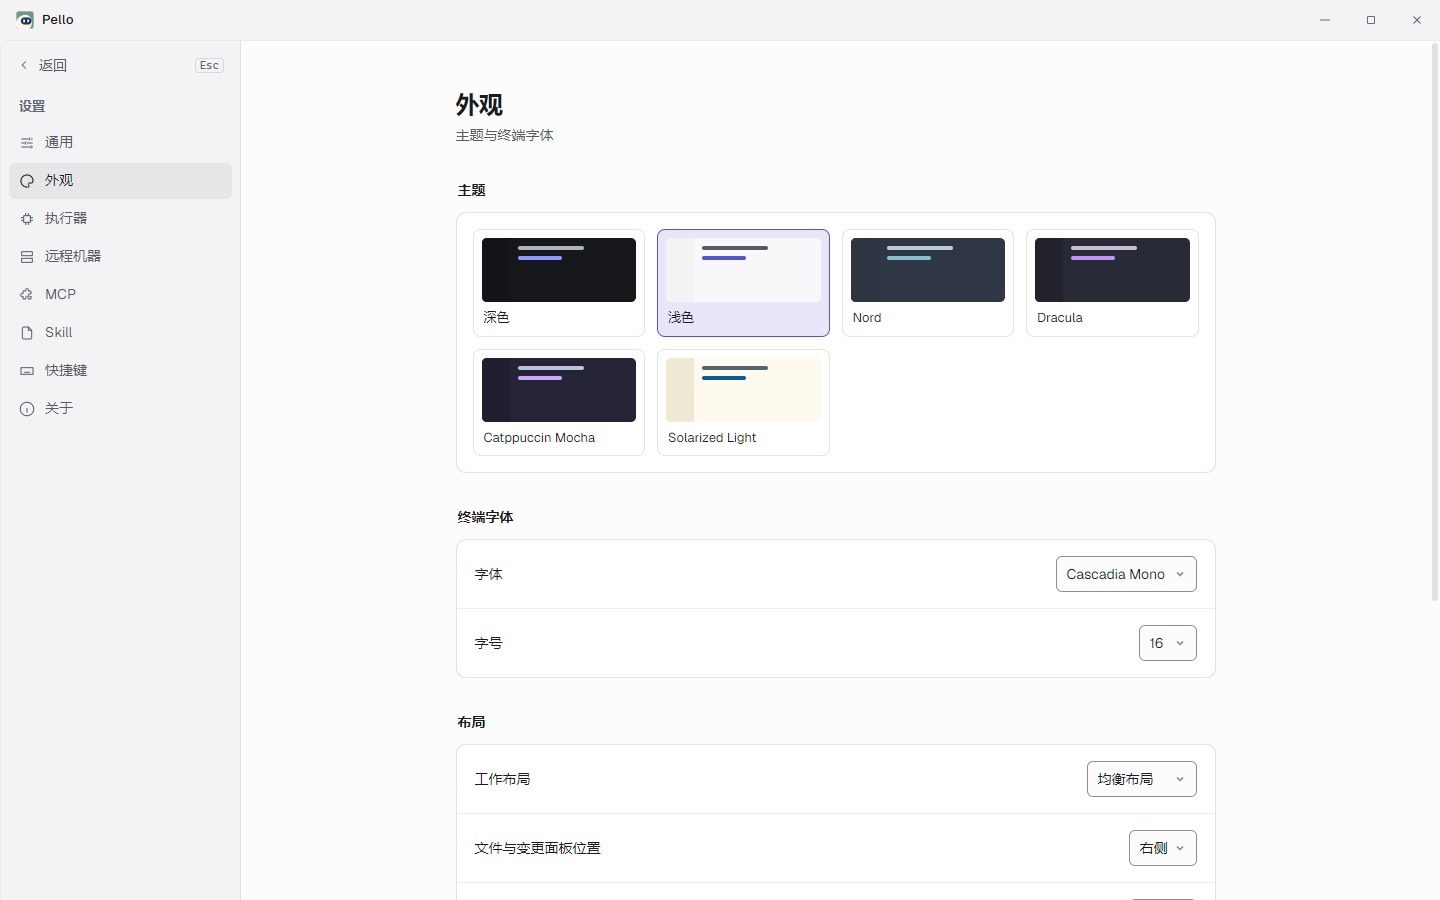 Pello
返回 Esc
设置
通用
外观
执行器
远程机器
MCP
Skill
快捷键
关于
外观
主题与终端字体
主题
深色
浅色
Nord
Dracula
Catppuccin Mocha
Solarized Light
终端字体
字体 Cascadia Mono
字号 16
布局
工作布局 均衡布局
文件与变更面板位置 右侧